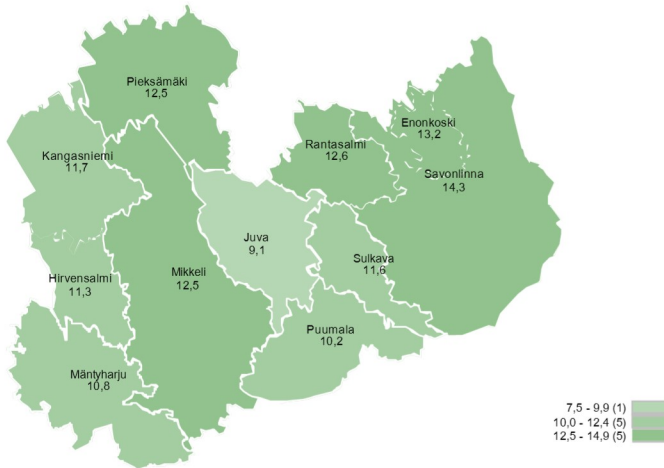 Pieksämäki
12,5
Kangasniemi
11,7
Rantasalmi
12,6
Enonkoski
13,2
Savonlinna
14,3
Juva
9,1
Sulkava
11,6
Hirvensalmi
11,3
Mikkeli
12,5
Puumala
10,2
Mäntyharju
10,8
7,5 - 9,9 (1)
10,0 - 12,4 (5)
12,5 - 14,9 (5)